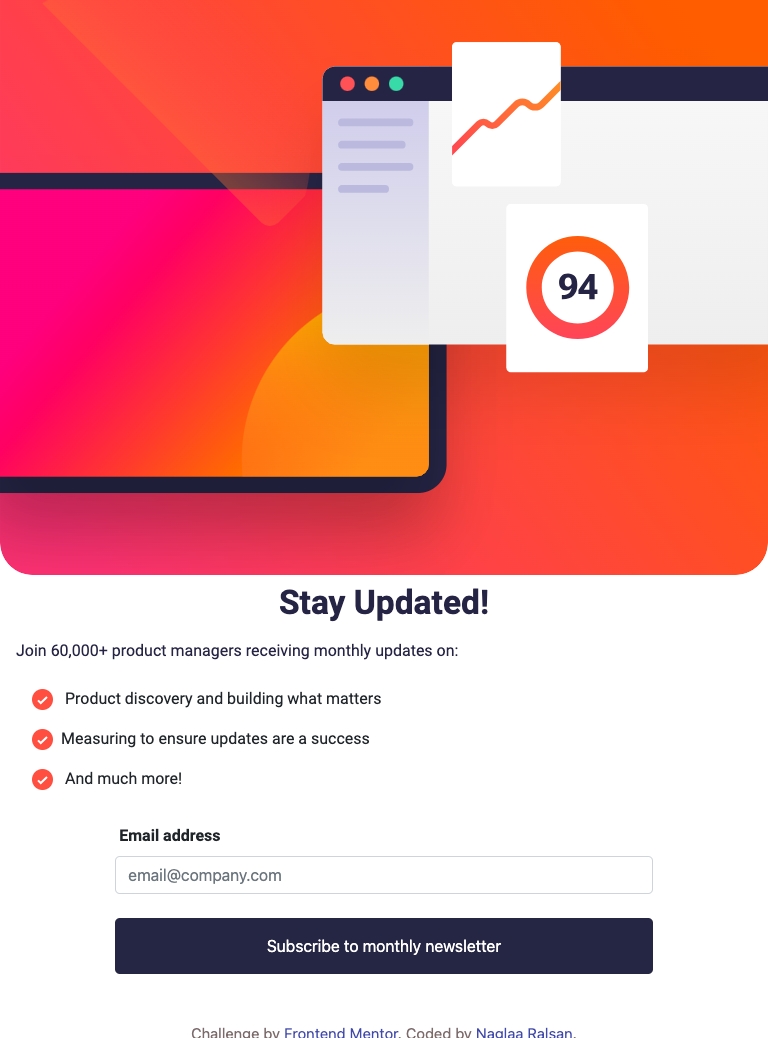 94
Stay Updated!
Join 60,000+ product managers receiving monthly updates on:
Product discovery and building what matters
Measuring to ensure updates are a success
And much more!
Email address
email@company.com
Subscribe to monthly newsletter
Challenge by Frontend Mentor. Coded by Naglaa Ralsan.